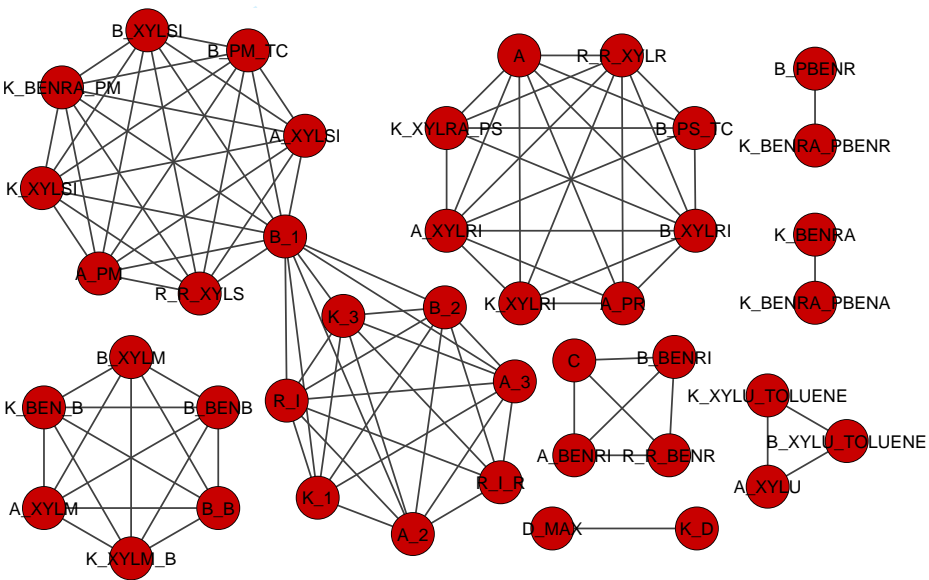 B_XYLSI
B_PM_TC
K_BENRA_PM
A_XYLSI
K_XYLSI
B_1
A_PM
R_R_XYLS
A
R_R_XYLR
K_XYLRA_PS
B_PS_TC
A_XYLRI
B_XYLRI
K_XYLRI
A_PR
B_PBENR
K_BENRA_PBENR
K_BENRA
K_BENRA_PBENA
K_3
B_2
A_3
R_I
R_I_R
K_1
A_2
B_XYLM
K_BEN_B
B_BENB
A_XYLM
B_B
K_XYLM_B
C
B_BENRI
A_BENRI
R_R_BENR
K_XYLU_TOLUENE
B_XYLU_TOLUENE
A_XYLU
D_MAX
K_D